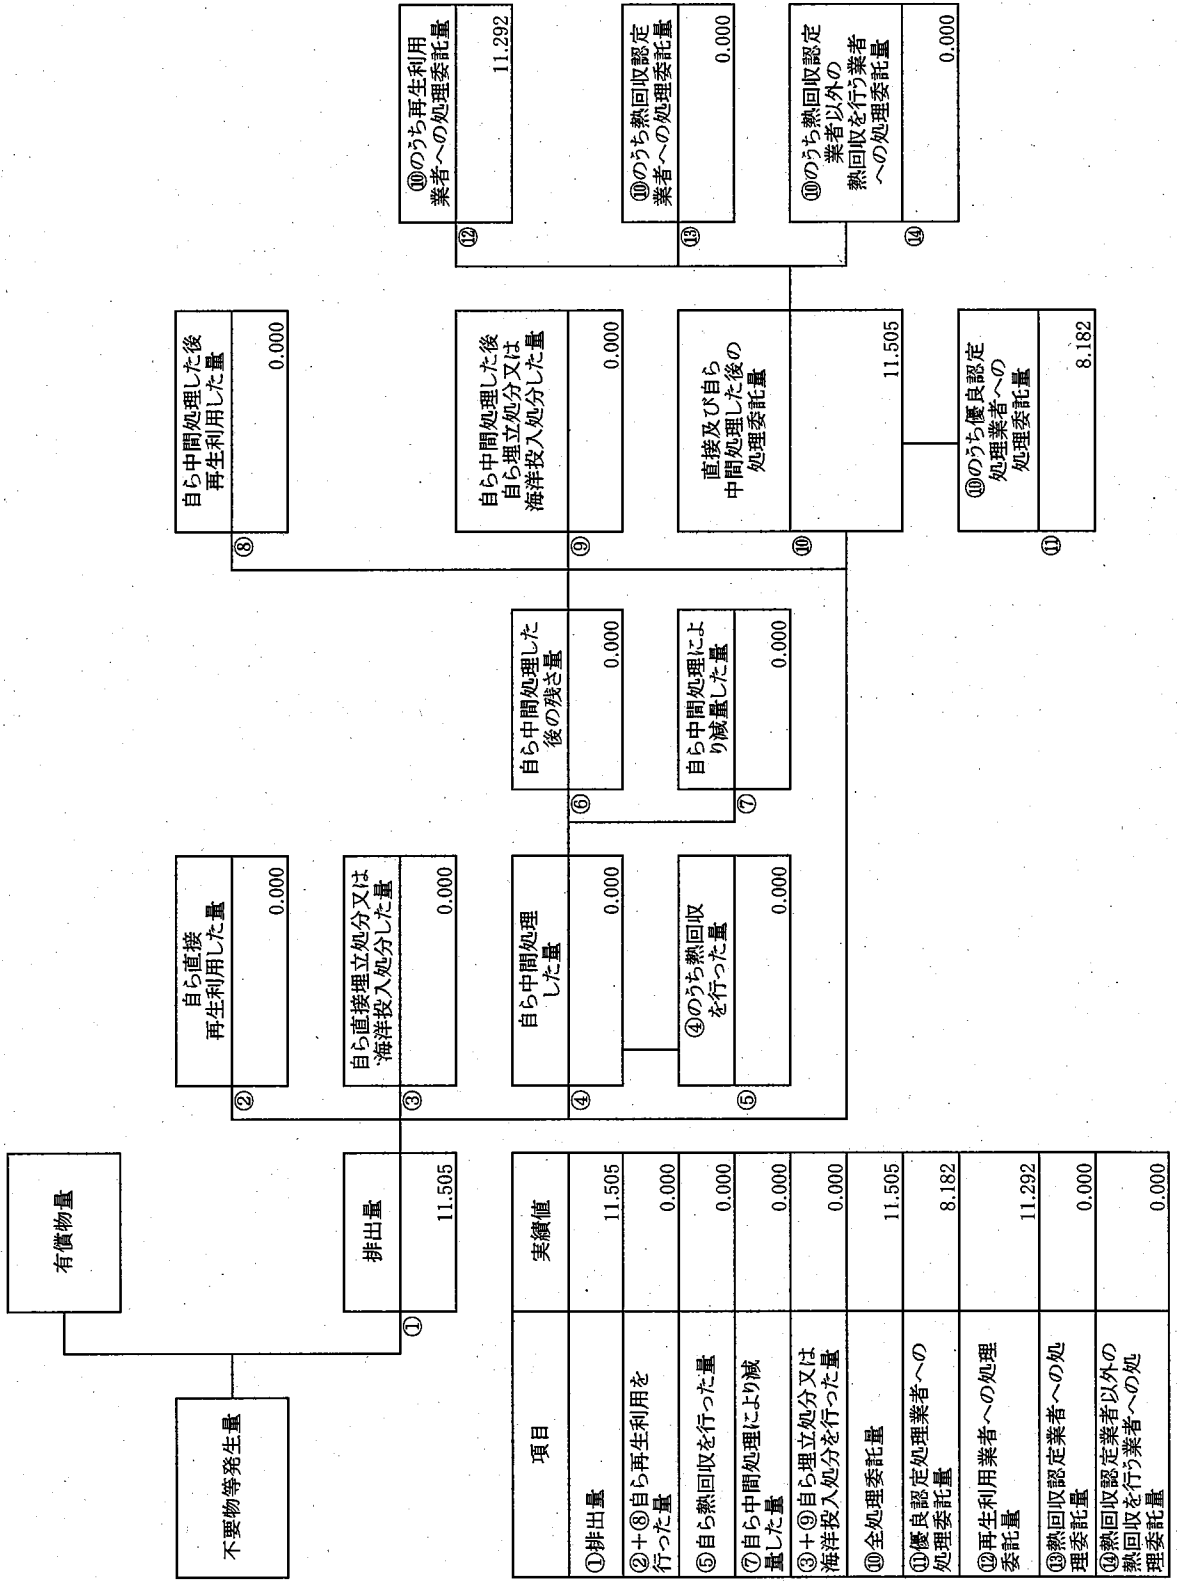 不要物等発生量
有償物量
①
排出量
11.505
②
自ら直接
再生利用した量
0.000
③
自ら直接埋立処分又は
海洋投入処分した量
0.000
④
自ら中間処理
した量
0.000
⑤
④のうち熱回収
を行った量
0.000
⑥
自ら中間処理した
後の残さ量
0.000
⑦
自ら中間処理によ
り減量した量
0.000
⑧
自ら中間処理した後
再生利用した量
0.000
⑨
自ら中間処理した後
自ら埋立処分又は
海洋投入処分した量
0.000
⑩
直接及び自ら
中間処理した後の
処理委託量
11.505
⑪
⑩のうち優良認定
処理業者への
処理委託量
8.182
⑫
⑩のうち再生利用
業者への処理委託量
11.292
⑬
⑩のうち熱回収認定
業者への処理委託量
0.000
⑭
⑩のうち熱回収認定
業者以外の
熱回収を行う業者
への処理委託量
0.000
項目 実績値
①排出量 11.505
②+⑧自ら再生利用を
行った量 0.000
⑤自ら熱回収を行った量 0.000
⑦自ら中間処理により減
量した量 0.000
③+⑨自ら埋立処分又は
海洋投入処分を行った量 0.000
⑩全処理委託量 11.505
⑪優良認定処理業者への
処理委託量 8.182
⑫再生利用業者への処理
委託量 11.292
⑬熱回収認定業者への処
理委託量 0.000
⑭熱回収認定業者以外の
熱回収を行う業者への処
理委託量 0.000